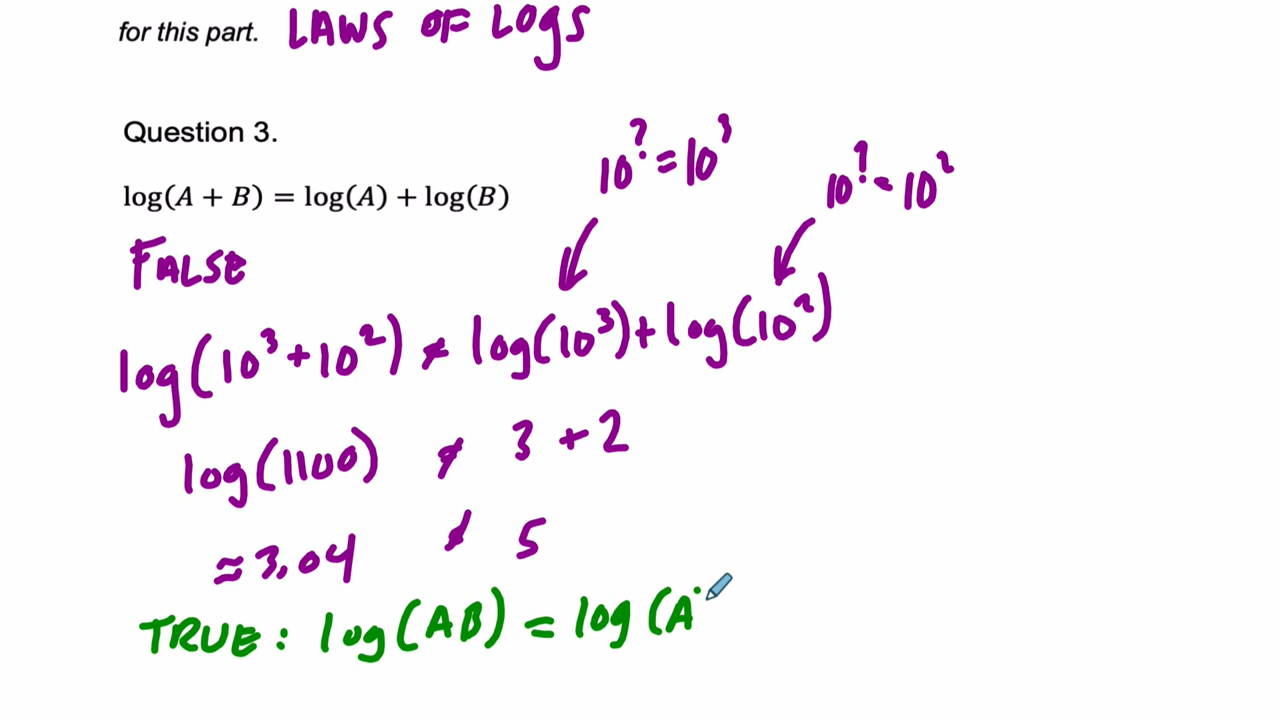 for this part. LAWS OF LOGS
Question 3.
10^? = 10^3
10^? = 10^2
log(A + B) = log(A) + log(B)
FALSE
log(10^3 + 10^2) ≠ log(10^3) + log(10^2)
log(1100) ≠ 3 + 2
≈ 3.04 ≠ 5
TRUE: log(AB) = log(A